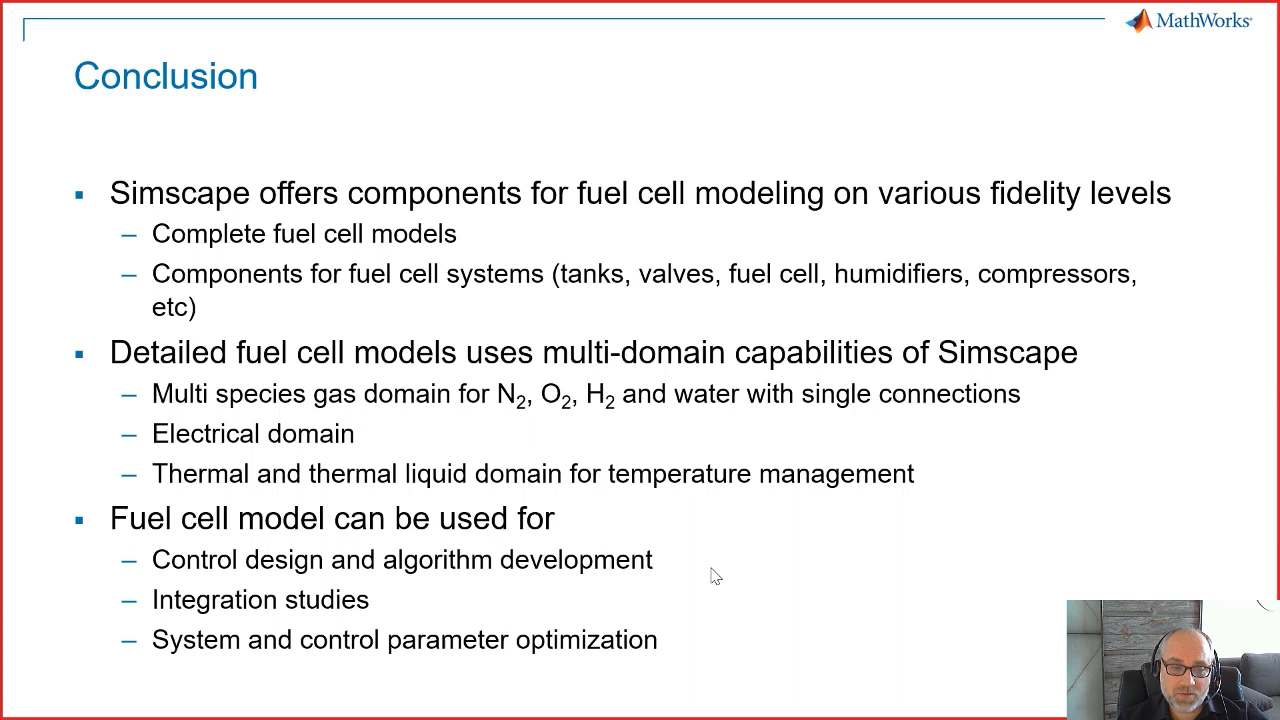 MathWorks®
Conclusion
▪ Simscape offers components for fuel cell modeling on various fidelity levels
– Complete fuel cell models
– Components for fuel cell systems (tanks, valves, fuel cell, humidifiers, compressors,
etc)
▪ Detailed fuel cell models uses multi-domain capabilities of Simscape
– Multi species gas domain for N₂, O₂, H₂ and water with single connections
– Electrical domain
– Thermal and thermal liquid domain for temperature management
▪ Fuel cell model can be used for
– Control design and algorithm development
– Integration studies
– System and control parameter optimization